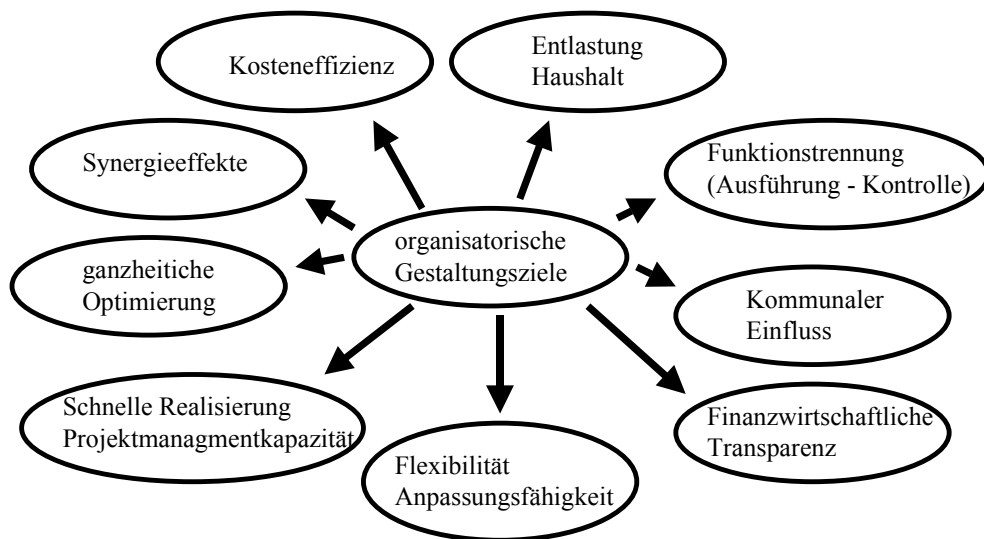 Kosteneffizienz
Entlastung
Haushalt
Synergieeffekte
Funktionstrennung
(Ausführung - Kontrolle)
organisatorische
Gestaltungsziele
ganzheitiche
Optimierung
Kommunaler
Einfluss
Schnelle Realisierung
Projektmanagmentkapazität
Finanzwirtschaftliche
Transparenz
Flexibilität
Anpassungsfähigkeit